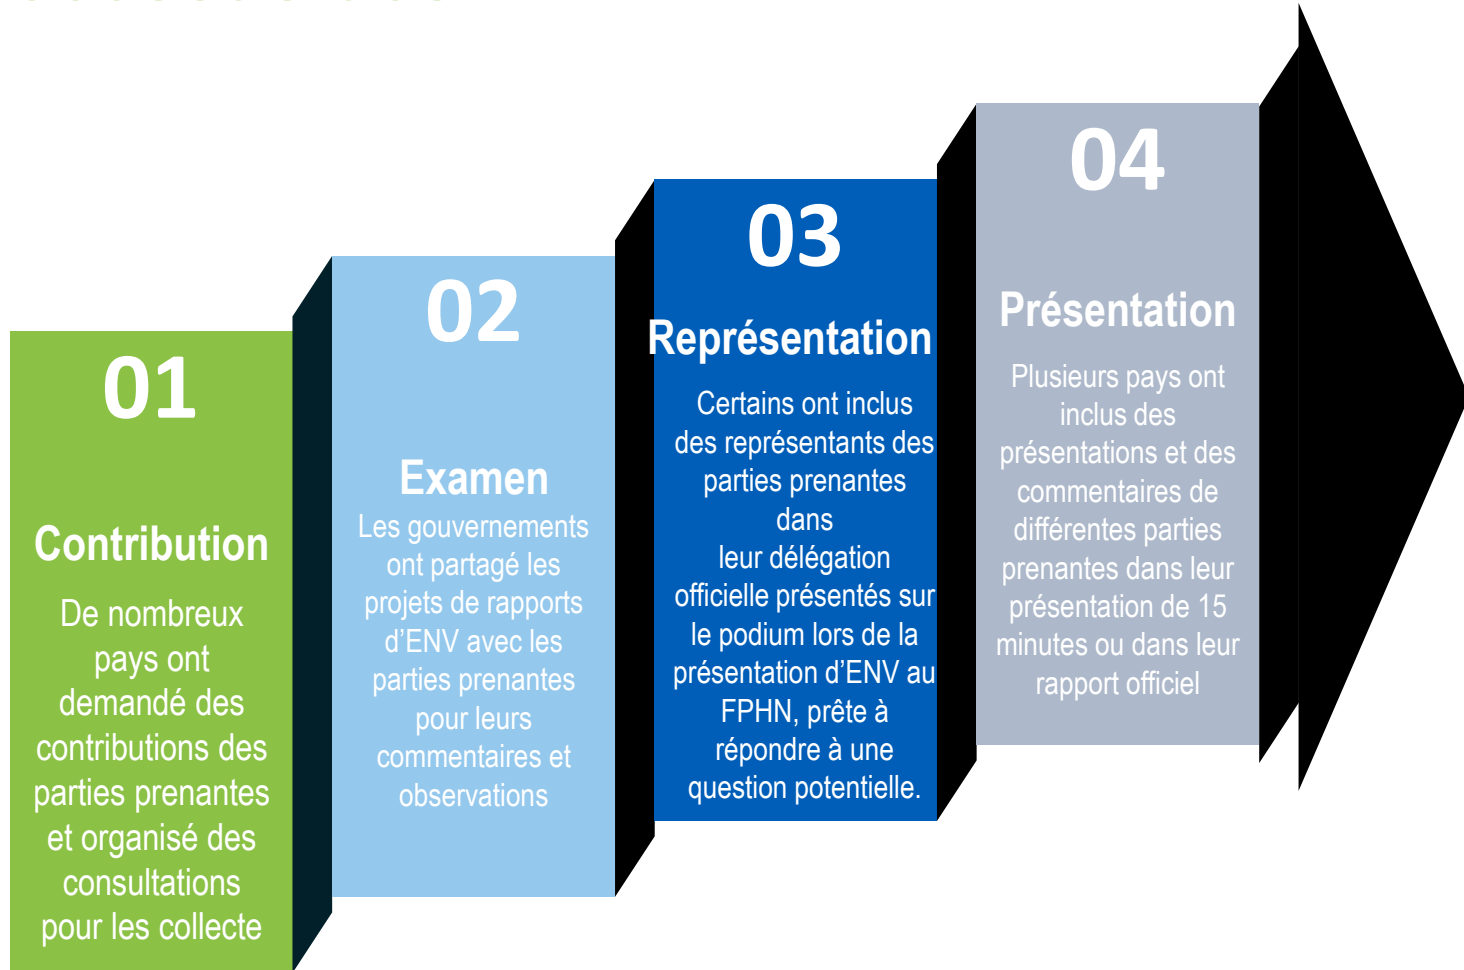 01
Contribution
De nombreux
pays ont
demandé des
contributions des
parties prenantes
et organisé des
consultations
pour les collecte
02
Examen
Les gouvernements
ont partagé les
projets de rapports
d’ENV avec les
parties prenantes
pour leurs
commentaires et
observations
03
Représentation
Certains ont inclus
des représentants des
parties prenantes
dans
leur délégation
officielle présentés sur
le podium lors de la
présentation d’ENV au
FPHN, prête à
répondre à une
question potentielle.
04
Présentation
Plusieurs pays ont
inclus des
présentations et des
commentaires de
différentes parties
prenantes dans leur
présentation de 15
minutes ou dans leur
rapport officiel